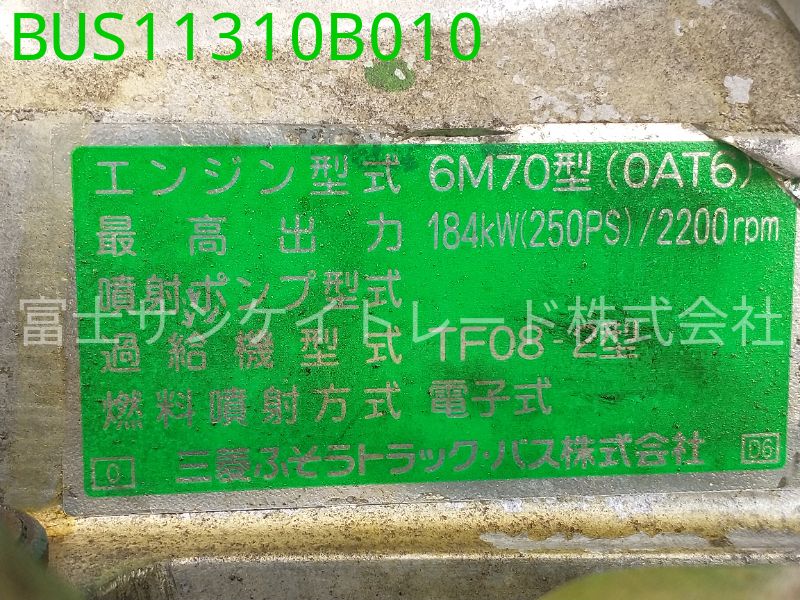 BUS11310B010
エンジン型式 6M70型(0AT6)
最高出力 184kW(250PS)/2200rpm
噴射ポンプ型式
富士サンケイトレード株式会社
過給機型式 TF08-2型
燃料噴射方式 電子式
0 三菱ふそうトラック・バス株式会社 D6